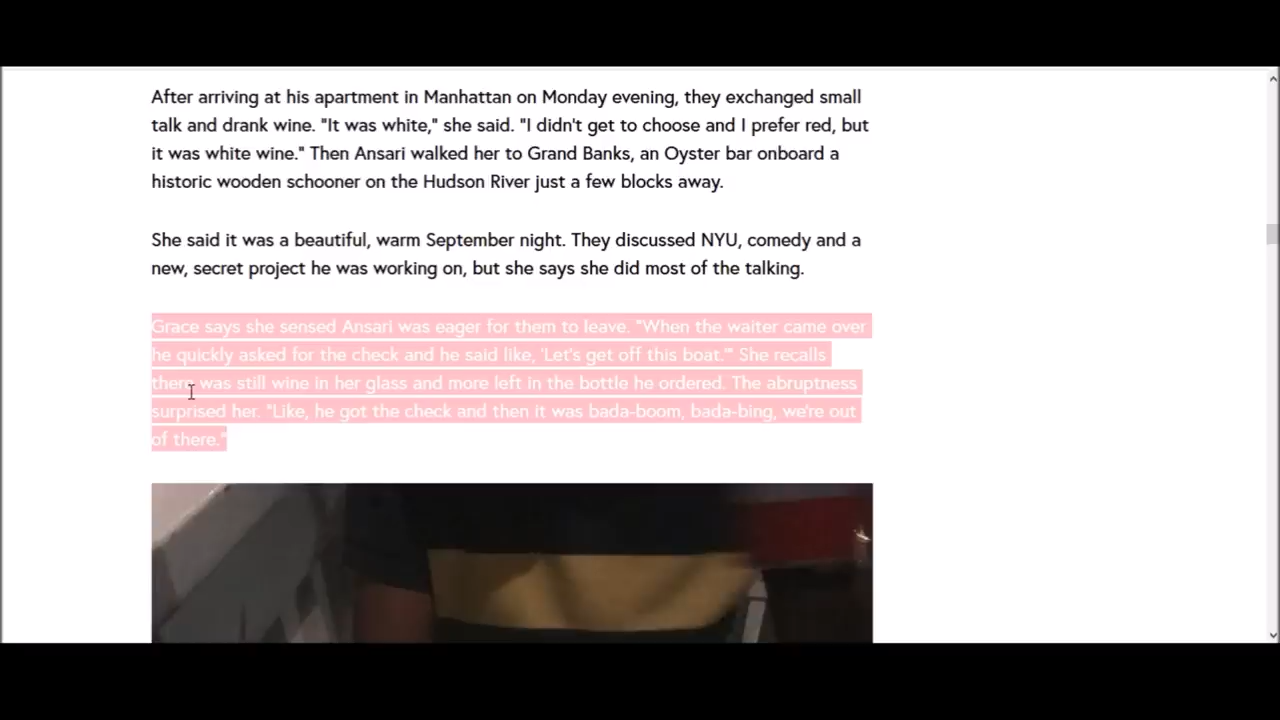 After arriving at his apartment in Manhattan on Monday evening, they exchanged small
talk and drank wine. "It was white," she said. "I didn't get to choose and I prefer red, but
it was white wine." Then Ansari walked her to Grand Banks, an Oyster bar onboard a
historic wooden schooner on the Hudson River just a few blocks away.
She said it was a beautiful, warm September night. They discussed NYU, comedy and a
new, secret project he was working on, but she says she did most of the talking.
Grace says she sensed Ansari was eager for them to leave. "When the waiter came over
he quickly asked for the check and he said like, 'Let's get off this boat.'" She recalls
there was still wine in her glass and more left in the bottle he ordered. The abruptness
surprised her. "Like, he got the check and then it was bada-boom, bada-bing, we're out
of there."